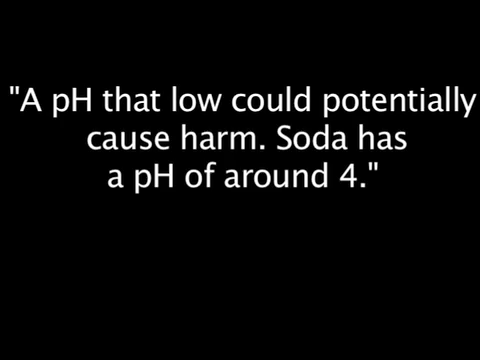 "A pH that low could potentially
cause harm. Soda has
a pH of around 4."